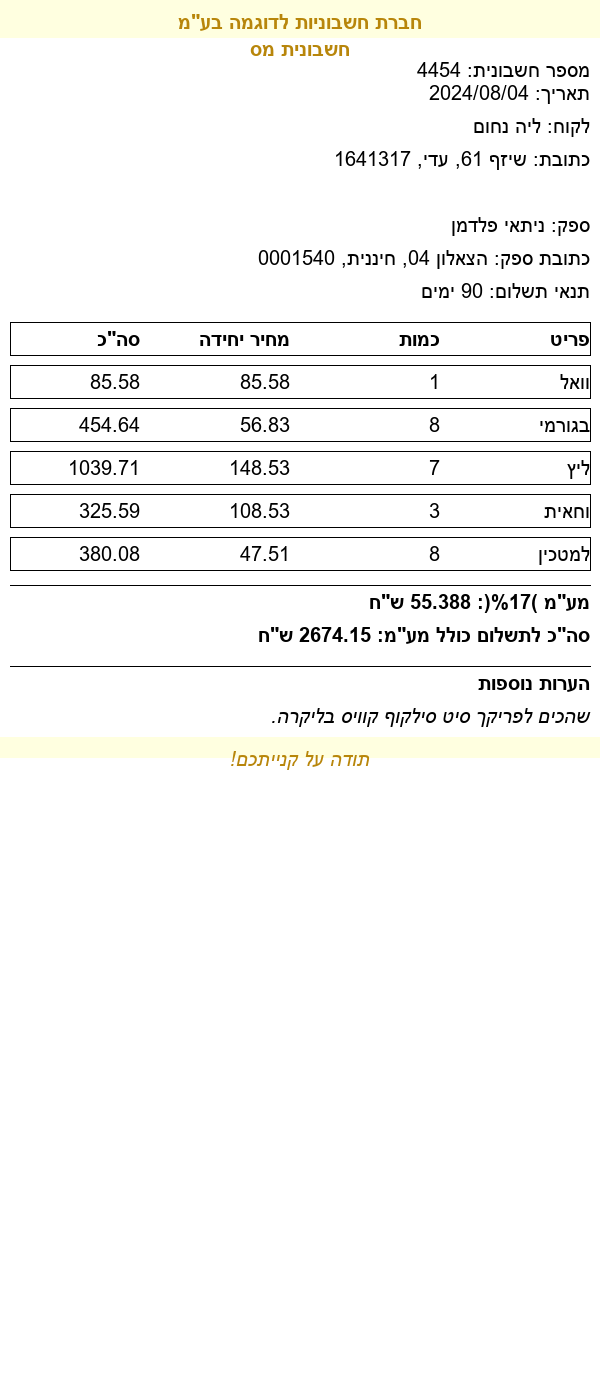 חברת חשבוניות לדוגמה בע"מ
חשבונית מס
מספר חשבונית: 4454
תאריך: 2024/08/04
לקוח: ליה נחום
כתובת: שיזף 61, עדי, 1641317
ספק: ניתאי פלדמן
כתובת ספק: הצאלון 04, חיננית, 0001540
תנאי תשלום: 90 ימים
פריט כמות מחיר יחידה סה"כ
וואל 1 85.58 85.58
בגורמי 8 56.83 454.64
ליץ 7 148.53 1039.71
וחאית 3 108.53 325.59
למטכין 8 47.51 380.08
מע"מ )17%(: 55.388 ש"ח
סה"כ לתשלום כולל מע"מ: 2674.15 ש"ח
הערות נוספות
שהכים לפריקך סיט סילקוף קוויס בליקרה.
תודה על קנייתכם!